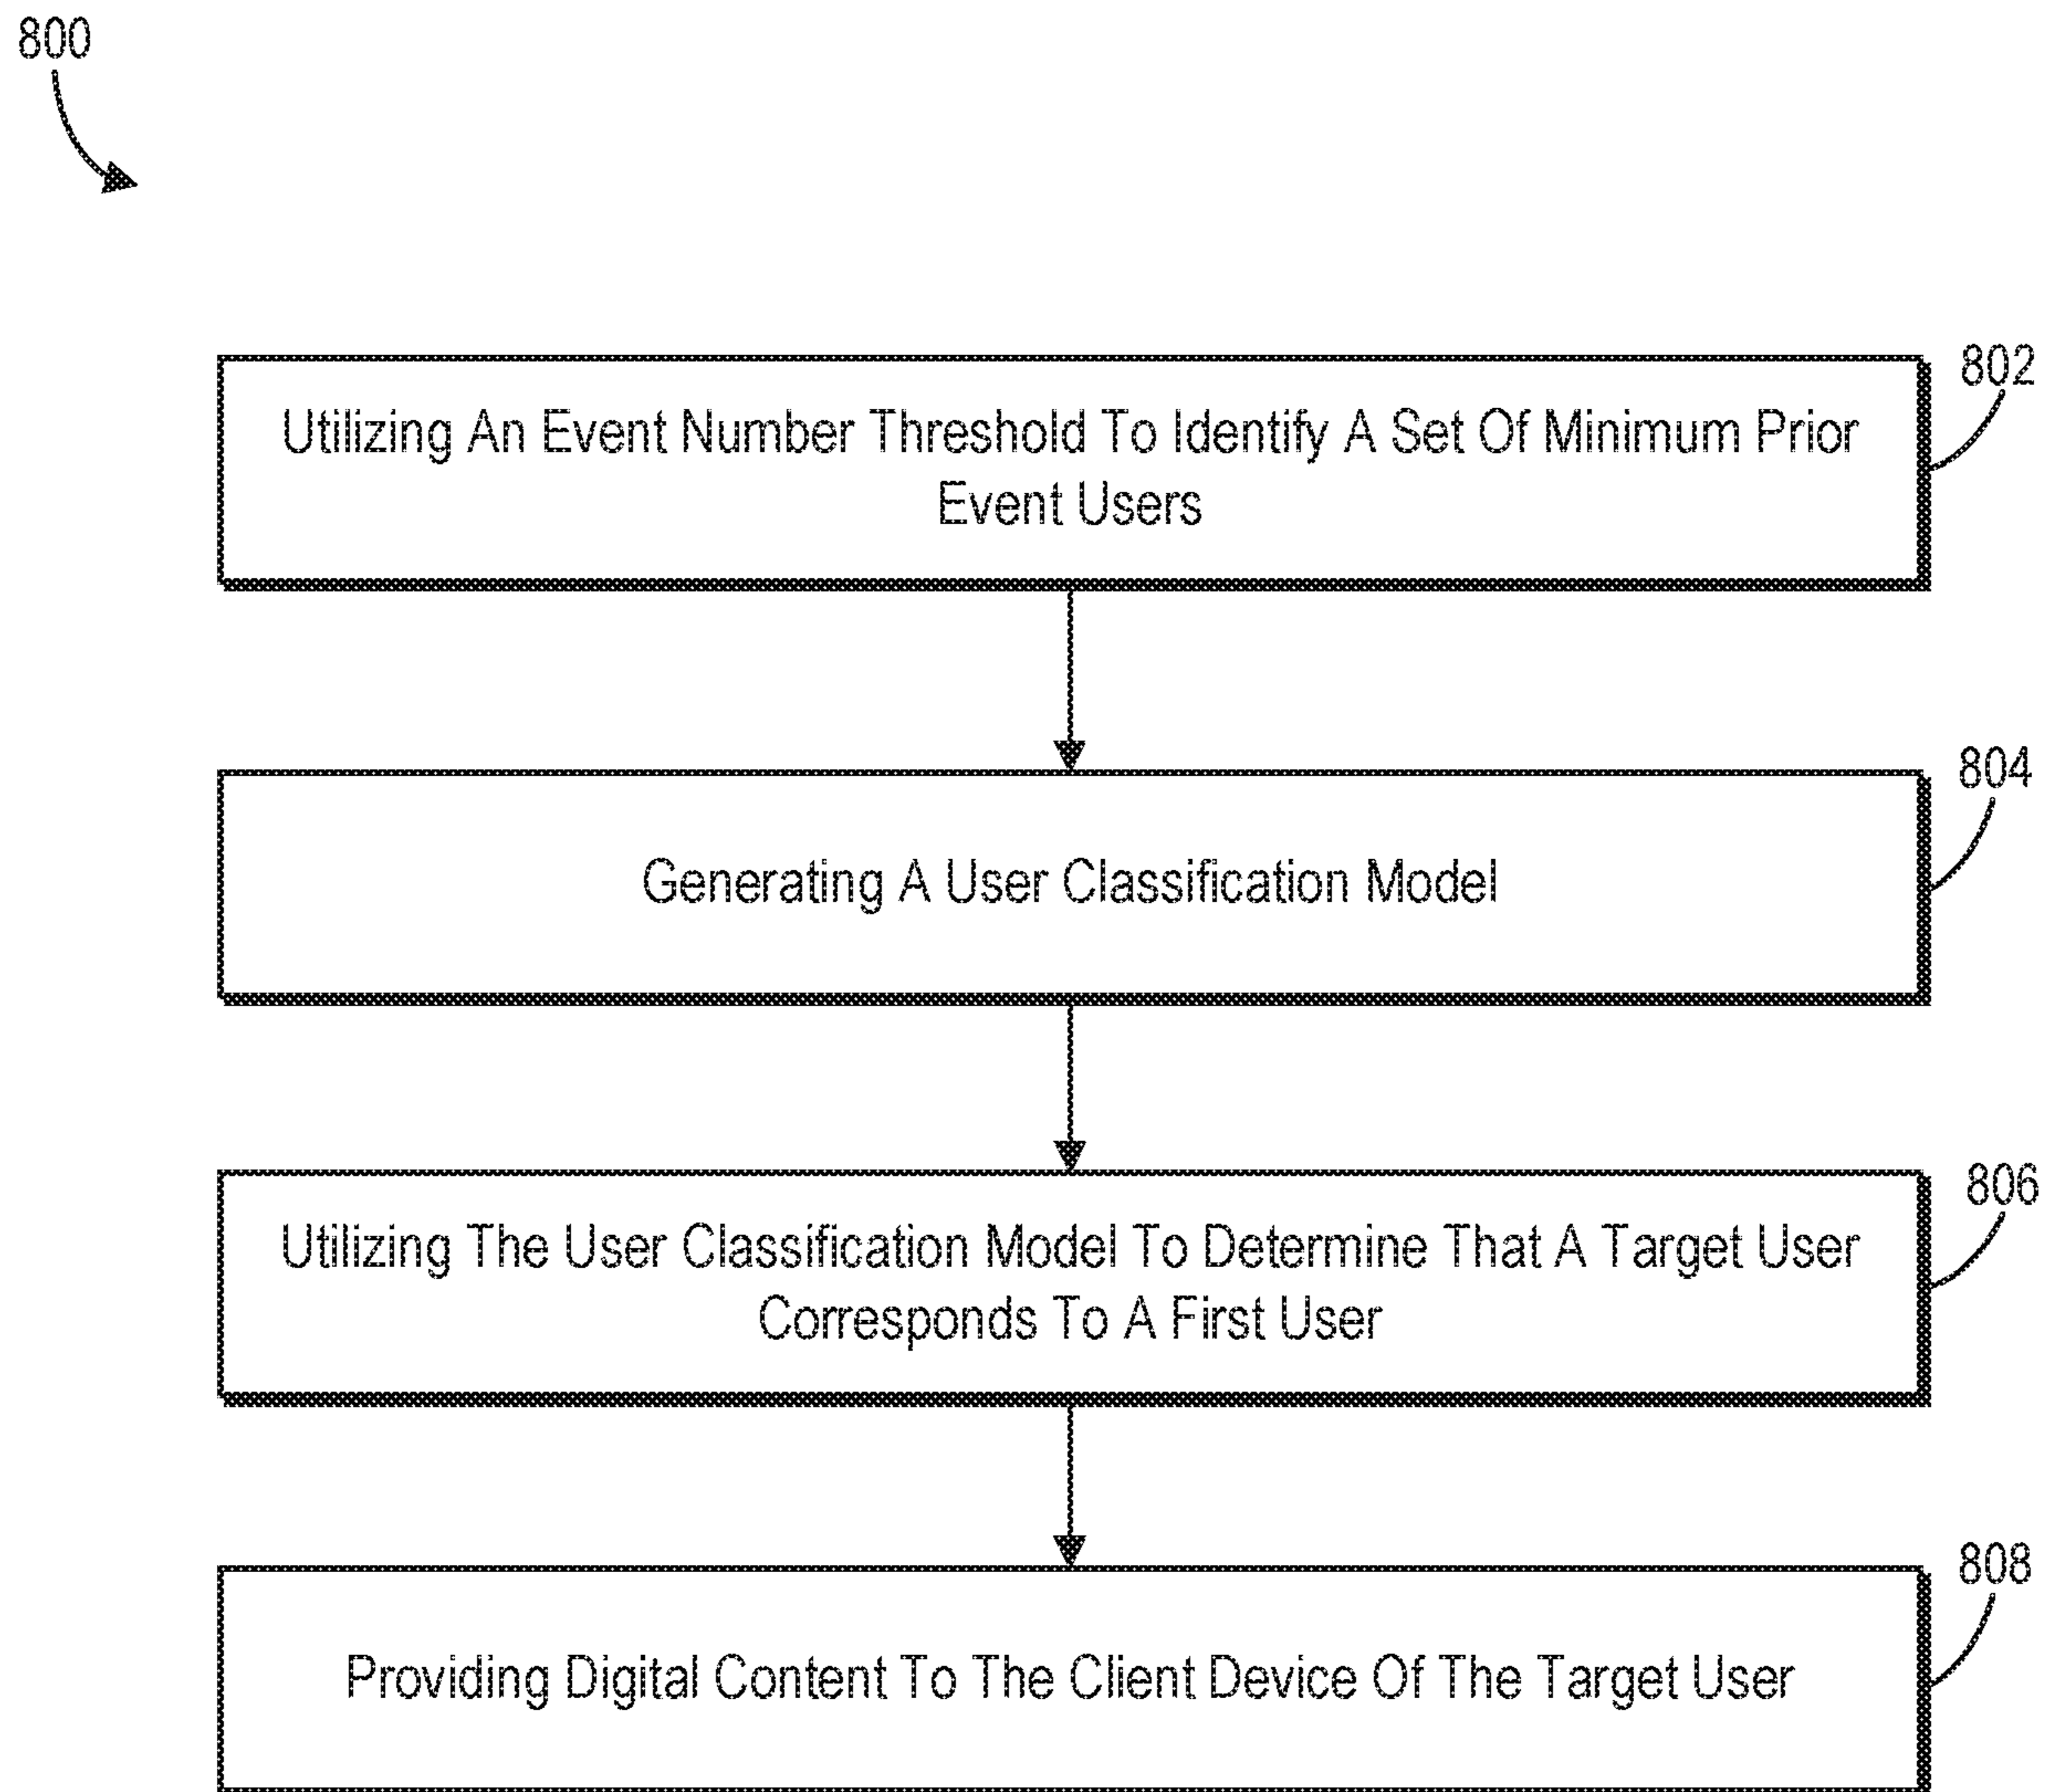 800
802
Utilizing An Event Number Threshold To Identify A Set Of Minimum Prior
Event Users
804
Generating A User Classification Model
806
Utilizing The User Classification Model To Determine That A Target User
Corresponds To A First User
808
Providing Digital Content To The Client Device Of The Target User